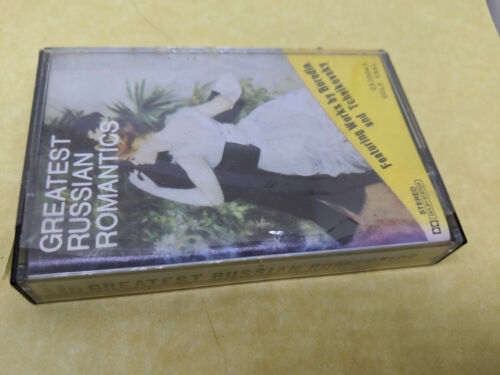 GREATEST
RUSSIAN
ROMANTICS
Featuring Works by Borodin
and Tchaikovsky
STEREO
GREATEST RUSSIAN ROMANTICS